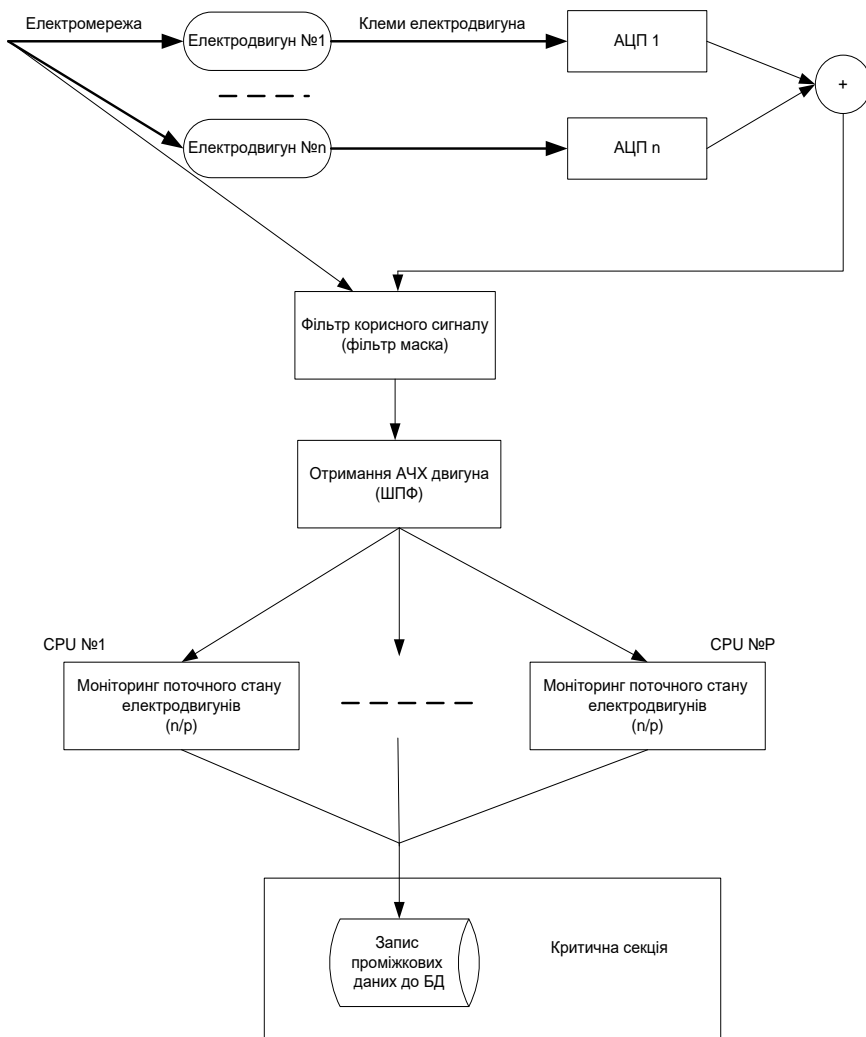 Електромережа
Електродвигун №1
Клеми електродвигуна
АЦП 1
+
Електродвигун №n
АЦП n
Фільтр корисного сигналу
(фільтр маска)
Отримання АЧХ двигуна
(ШПФ)
CPU №1
CPU №P
Моніторинг поточного стану
електродвигунів
(n/p)
Моніторинг поточного стану
електродвигунів
(n/p)
Запис
проміжкових
даних до БД
Критична секція